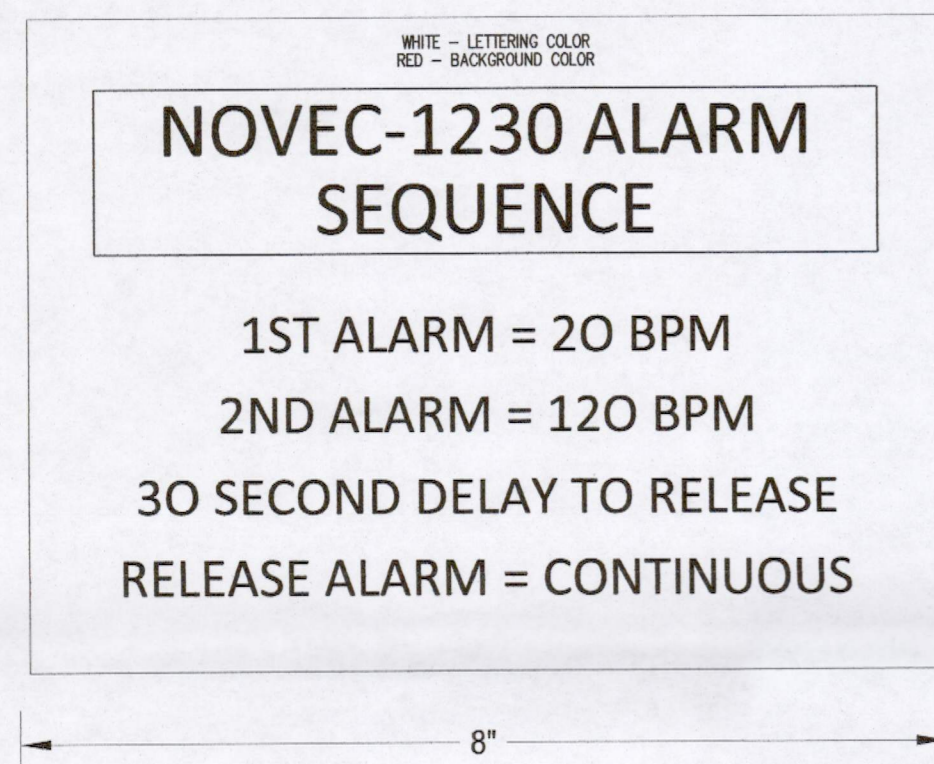 WHITE – LETTERING COLOR
RED – BACKGROUND COLOR
NOVEC-1230 ALARM
SEQUENCE
1ST ALARM = 2O BPM
2ND ALARM = 12O BPM
3O SECOND DELAY TO RELEASE
RELEASE ALARM = CONTINUOUS
8"